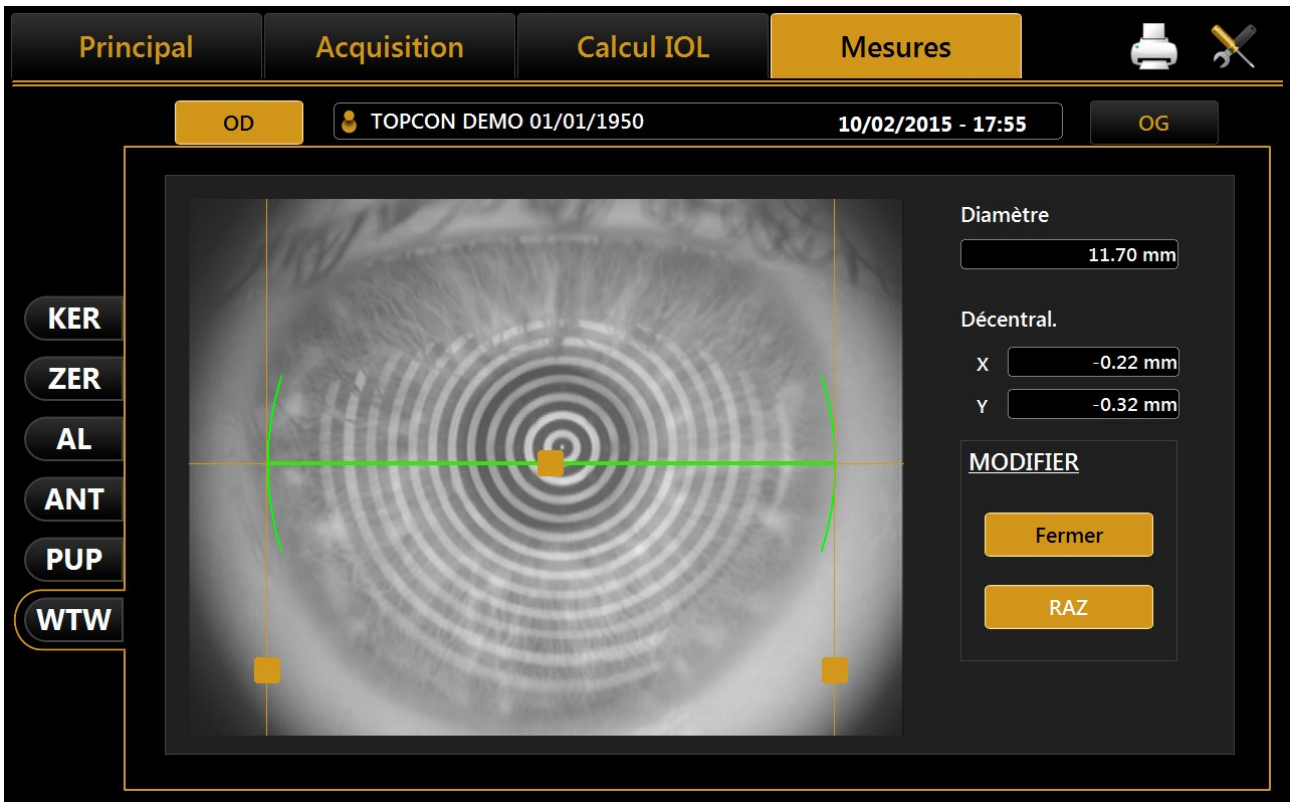 Principal Acquisition Calcul IOL Mesures
OD TOPCON DEMO 01/01/1950 10/02/2015 - 17:55 OG
KER
ZER
AL
ANT
PUP
WTW
Diamètre
11.70 mm
Décentral.
X -0.22 mm
Y -0.32 mm
MODIFIER
Fermer
RAZ